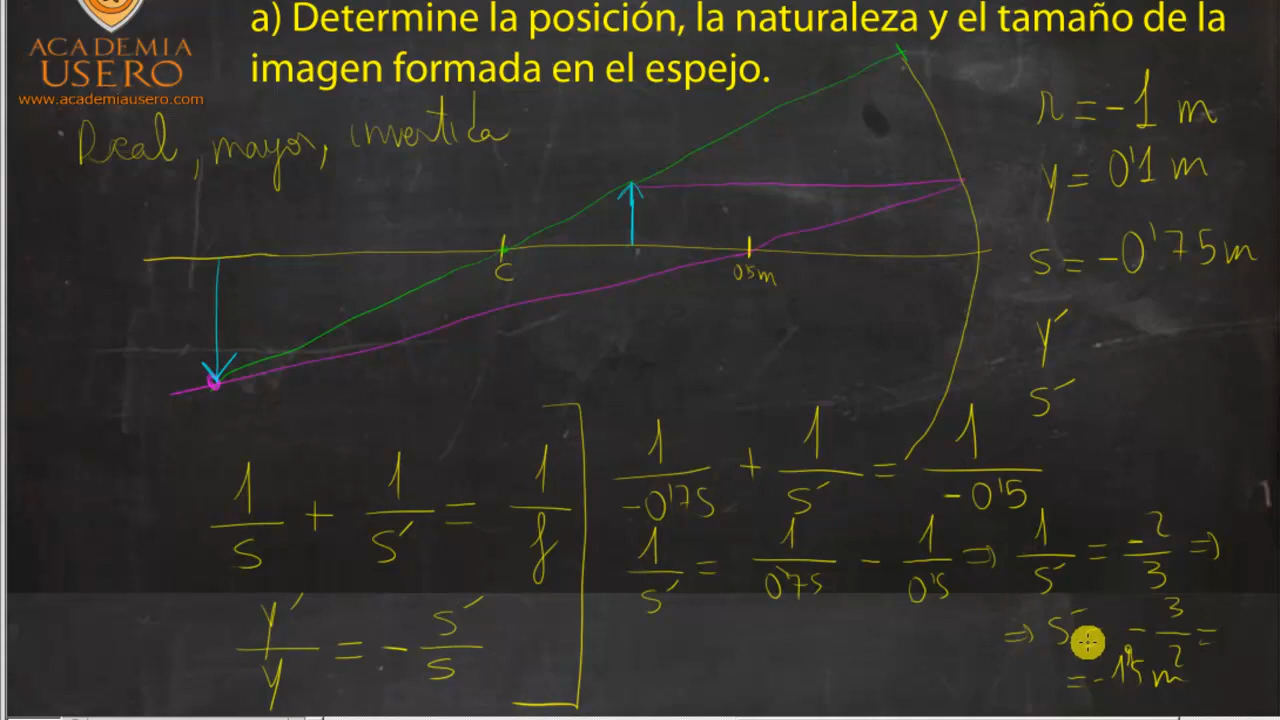 ACADEMIA
USERO
www.academiausero.com
a) Determine la posición, la naturaleza y el tamaño de la
imagen formada en el espejo.
Real, mayor, invertida
r = -1 m
y = 0'1 m
s = -0'75 m
y´
s´
C
0'5m
1/s + 1/s´ = 1/f
y´/y = - s´/s
1/-0'75 + 1/s´ = 1/-0'5
1/s´ = 1/0'75 - 1/0'5 ⇒ 1/s´ = -2/3 ⇒
⇒ s´ - 3/2 =
= -1'5 m